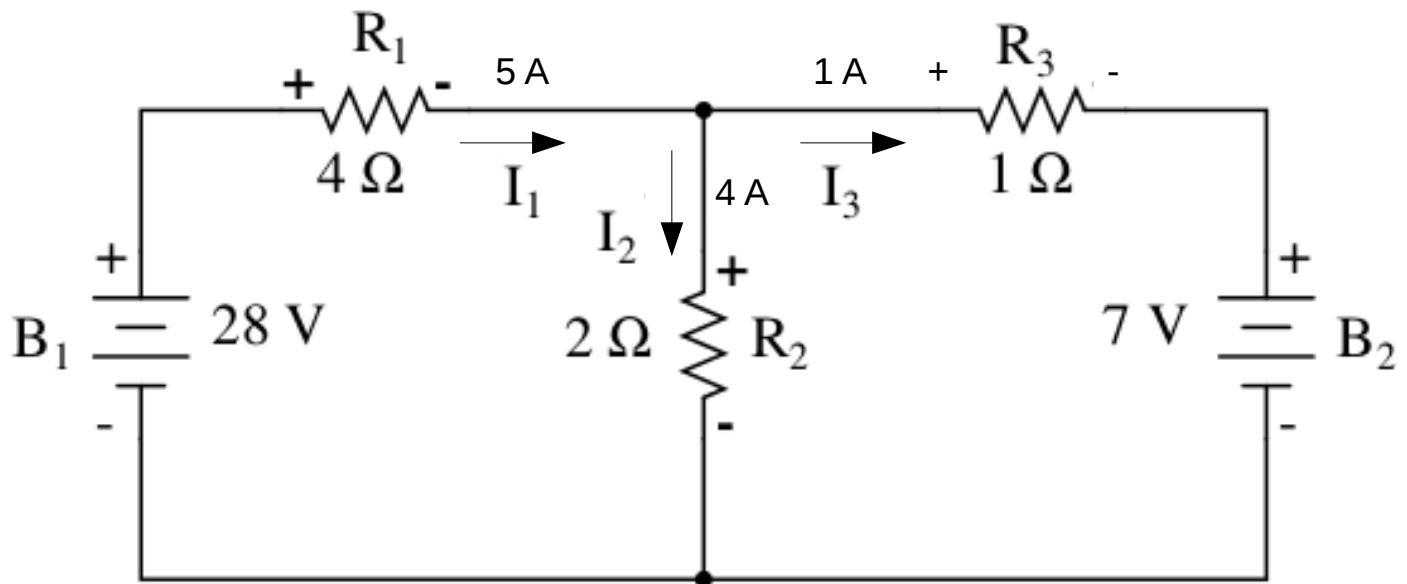 R1
+ - 5 A 1 A + R3 -
4 Ω I1 I2 4 A I3 1 Ω
+ + +
B1 28 V 2 Ω R2 7 V B2
- - -